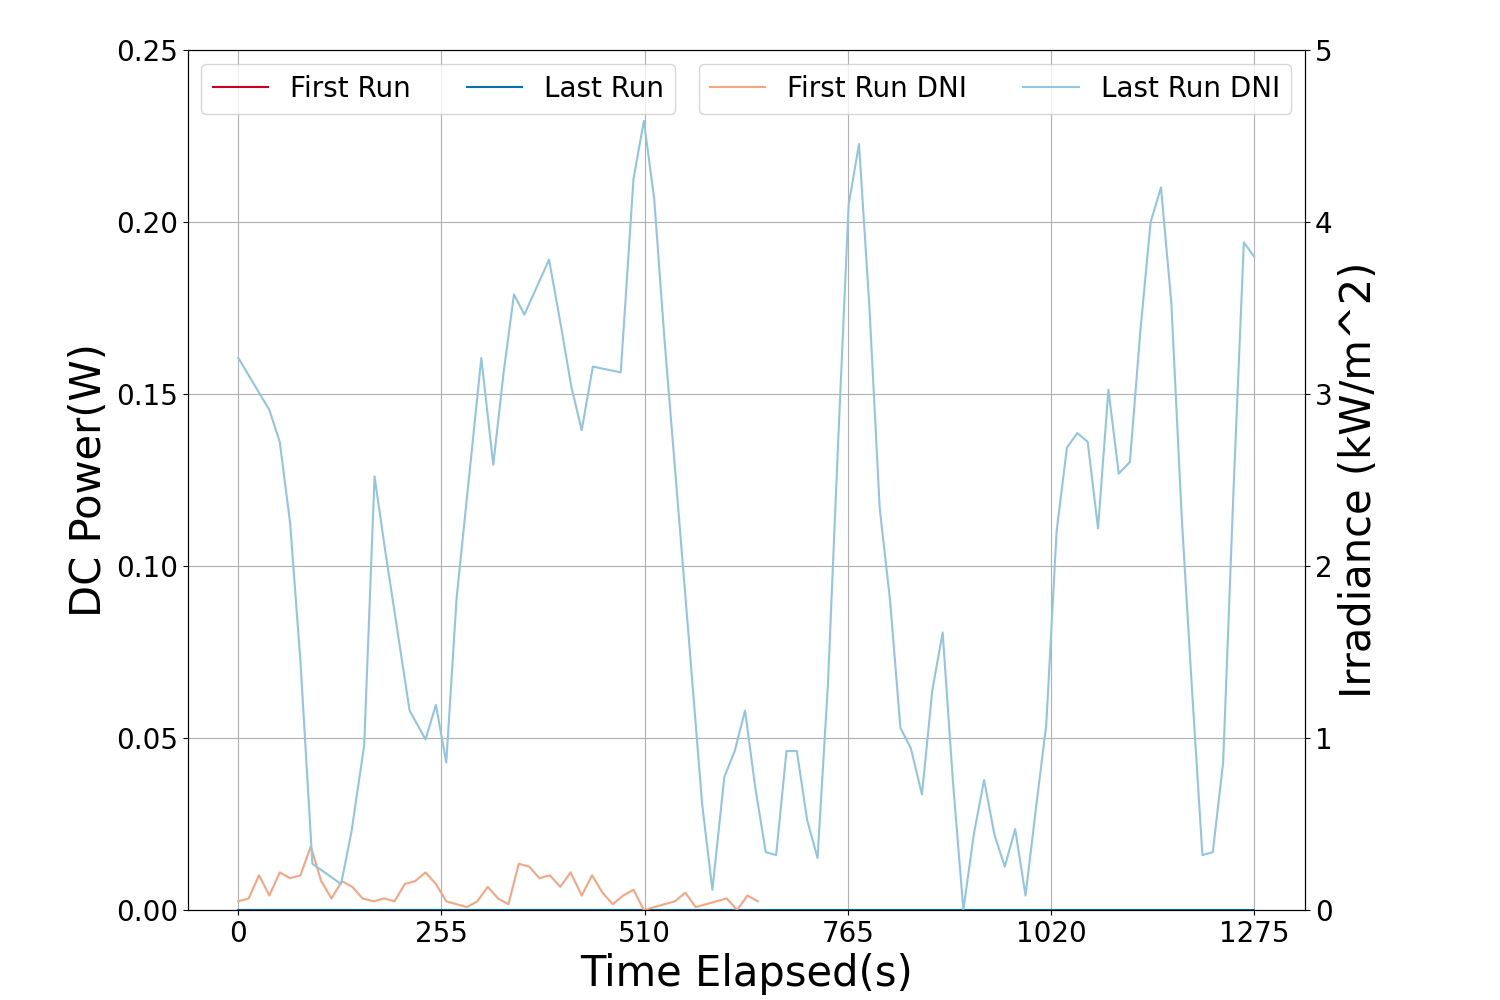 First Run
Last Run
First Run DNI
Last Run DNI
0.25
0.20
0.15
0.10
0.05
0.00
DC Power(W)
5
4
3
2
1
0
Irradiance (kW/m^2)
0 255 510 765 1020 1275
Time Elapsed(s)